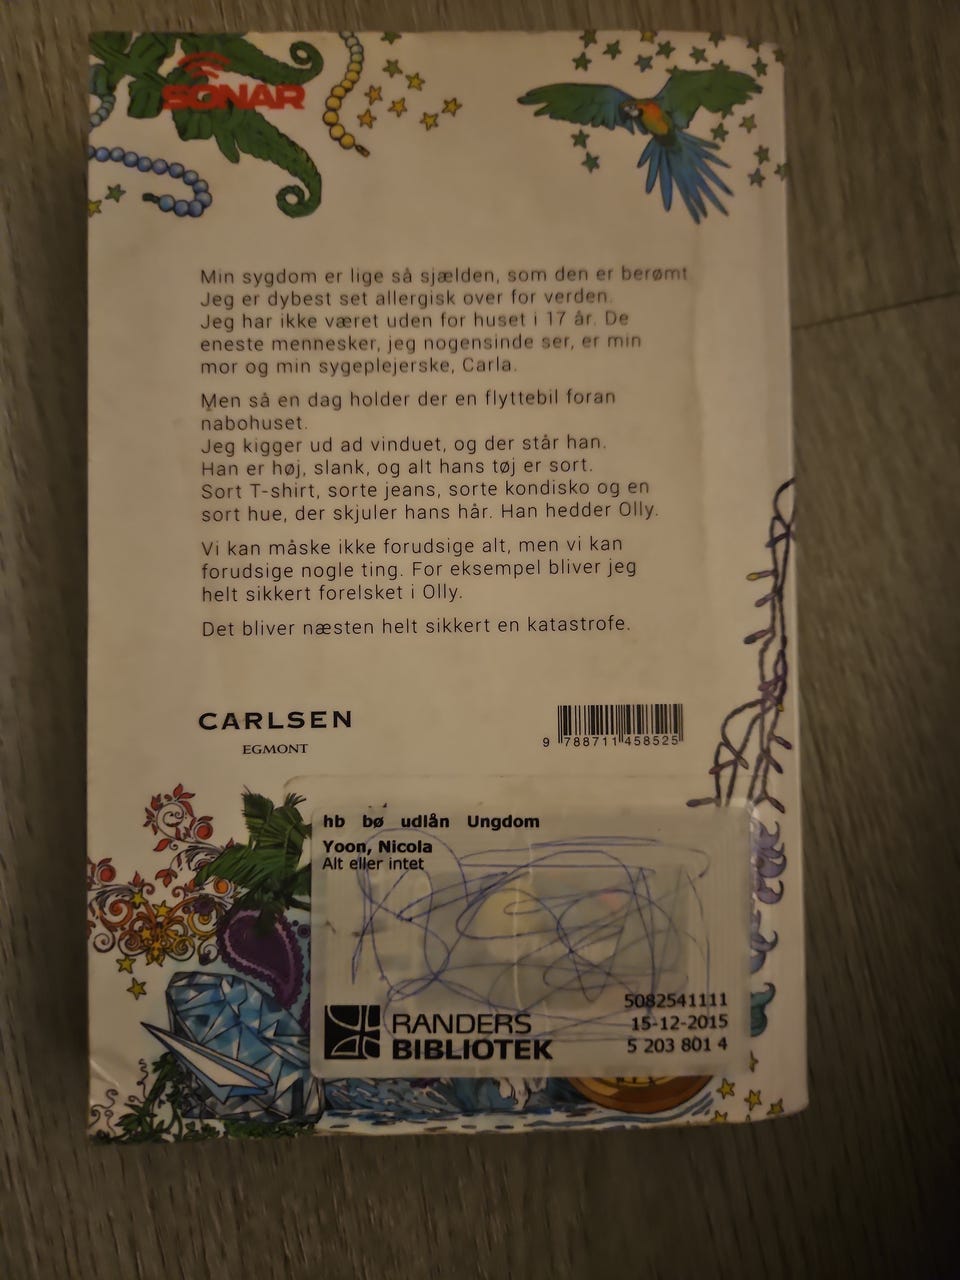 SONAR
Min sygdom er lige så sjælden, som den er berømt.
Jeg er dybest set allergisk over for verden.
Jeg har ikke været uden for huset i 17 år. De
eneste mennesker, jeg nogensinde ser, er min
mor og min sygeplejerske, Carla.
Men så en dag holder der en flyttebil foran
nabohuset.
Jeg kigger ud ad vinduet, og der står han.
Han er høj, slank, og alt hans tøj er sort.
Sort T-shirt, sorte jeans, sorte kondisko og en
sort hue, der skjuler hans hår. Han hedder Olly.
Vi kan måske ikke forudsige alt, men vi kan
forudsige nogle ting. For eksempel bliver jeg
helt sikkert forelsket i Olly.
Det bliver næsten helt sikkert en katastrofe.
CARLSEN
EGMONT
9 788711 458525
hb bø udlån Ungdom
Yoon, Nicola
Alt eller intet
RANDERS
BIBLIOTEK
5082541111
15-12-2015
5 203 801 4